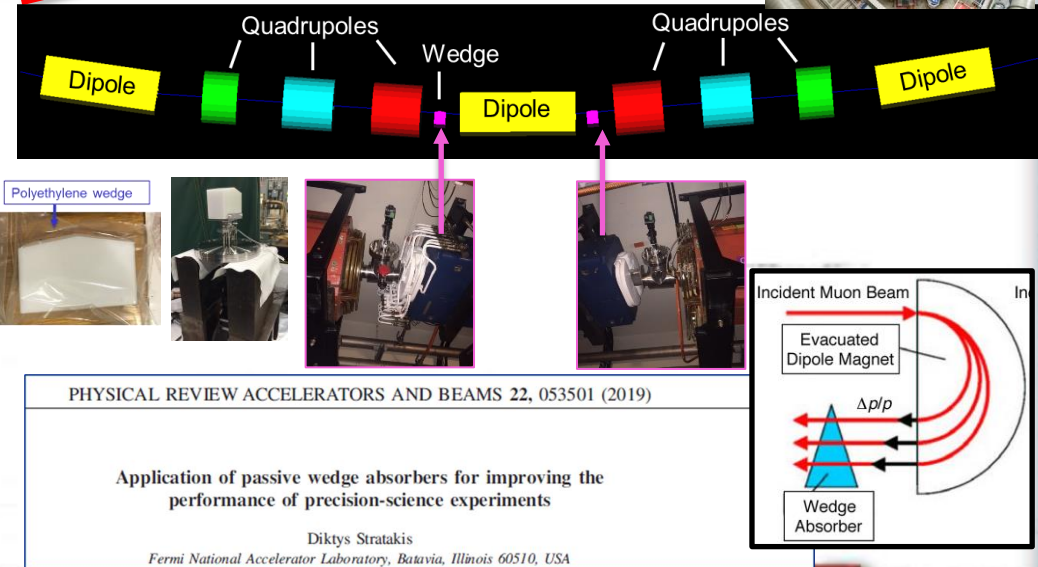 Quadrupoles
Quadrupoles
Wedge
Dipole
Dipole
Dipole
Polyethylene wedge
Incident Muon Beam
In
Evacuated
Dipole Magnet
Δp/p
Wedge
Absorber
PHYSICAL REVIEW ACCELERATORS AND BEAMS 22, 053501 (2019)
Application of passive wedge absorbers for improving the
performance of precision-science experiments
Diktys Stratakis
Fermi National Accelerator Laboratory, Batavia, Illinois 60510, USA